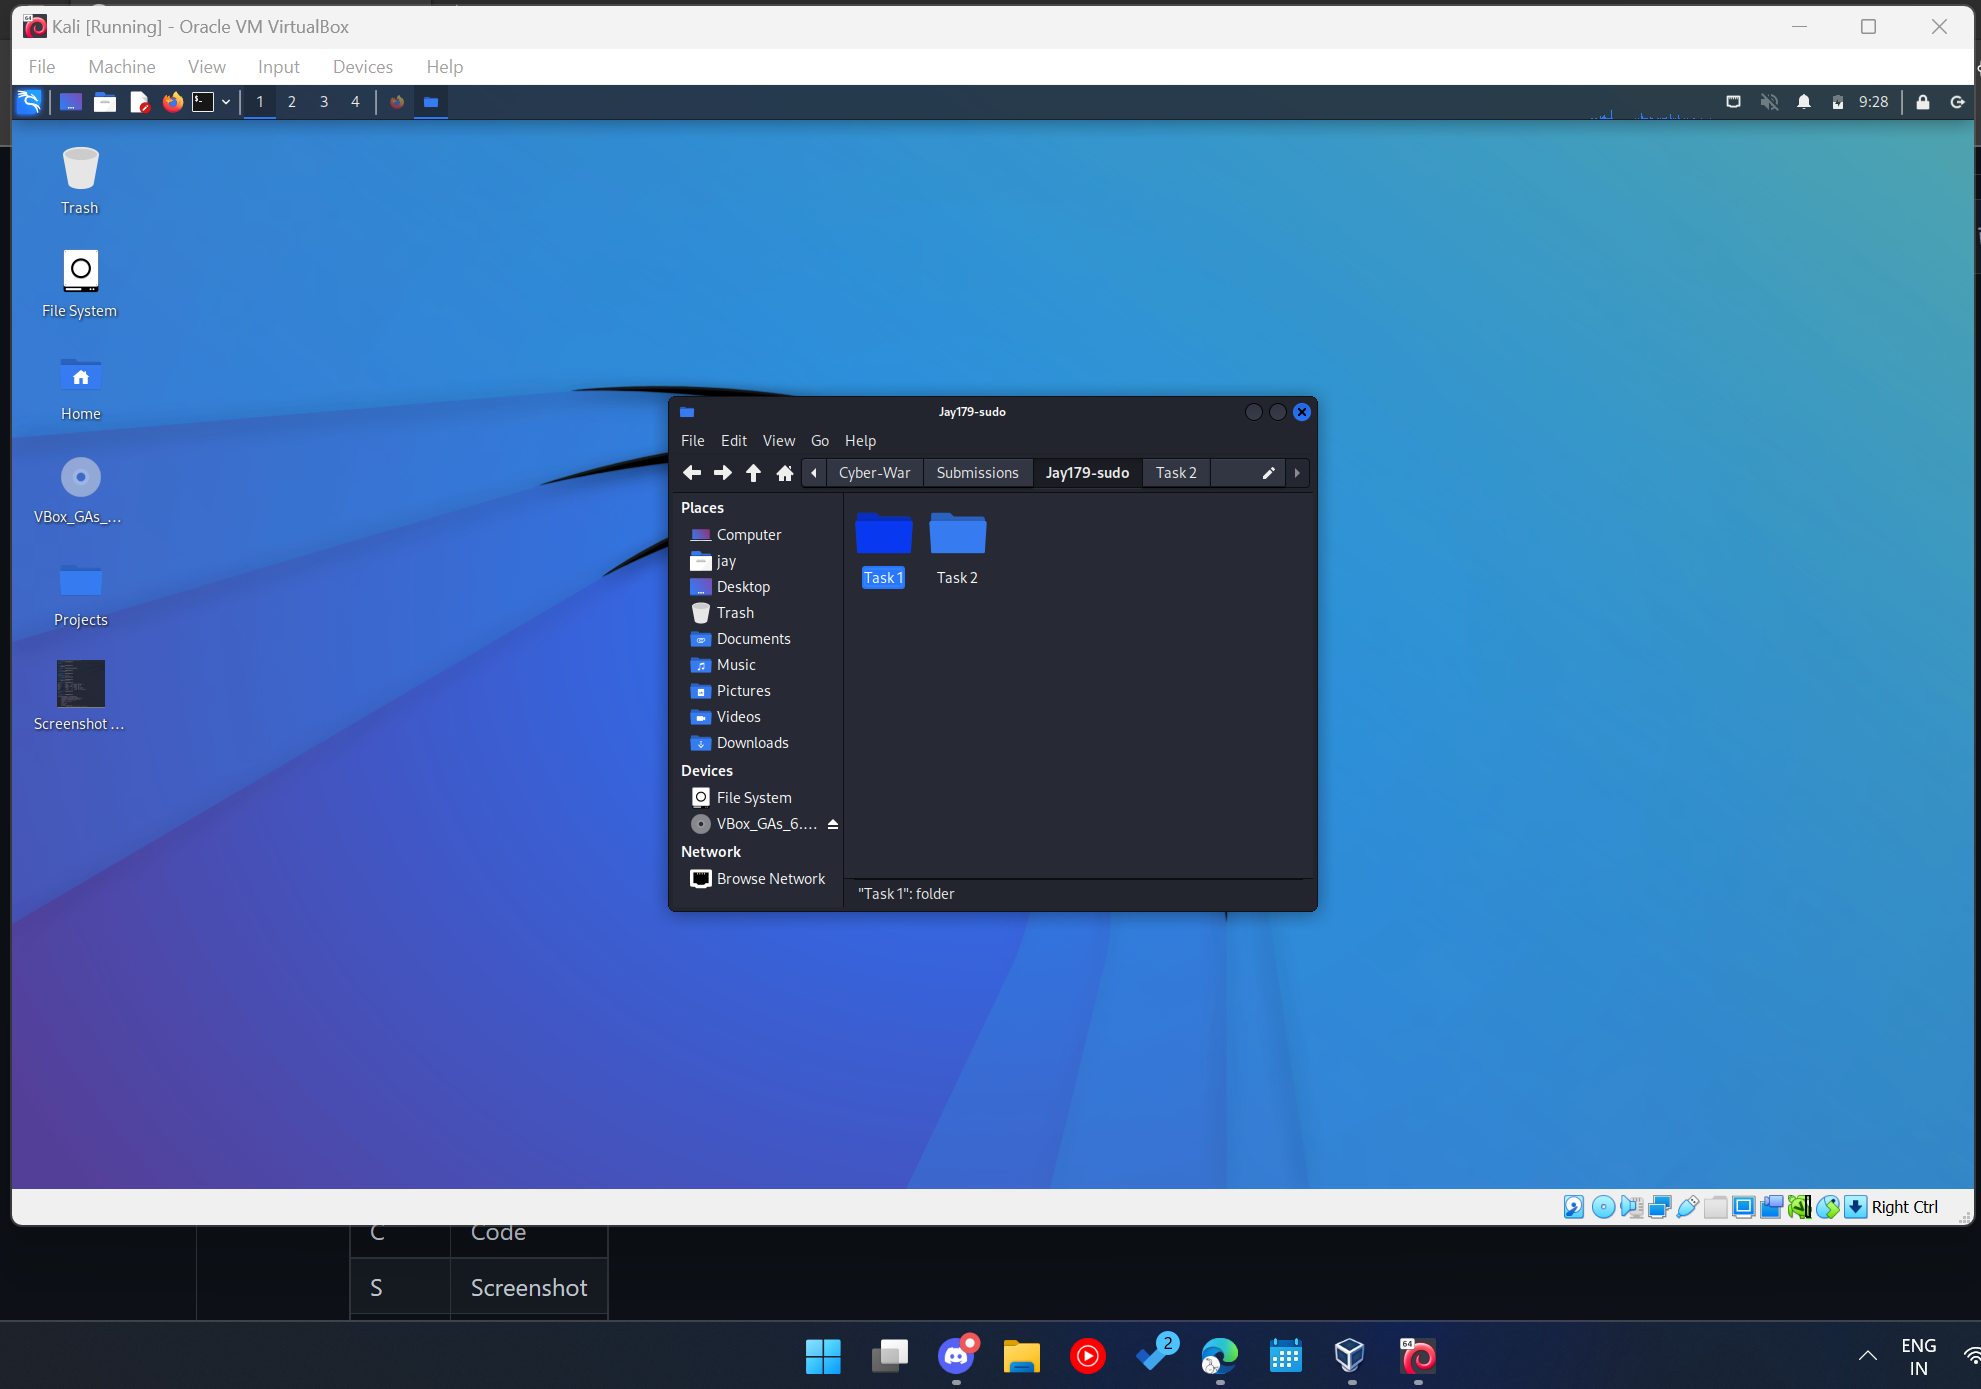 Kali [Running] - Oracle VM VirtualBox
File Machine View Input Devices Help
1 2 3 4 9:28
Trash
File System
Home
VBox_GAs_...
Projects
Screenshot ...
Jay179-sudo
File Edit View Go Help
Cyber-War Submissions Jay179-sudo Task 2
Places
Computer
jay
Desktop
Trash
Documents
Music
Pictures
Videos
Downloads
Devices
File System
VBox_GAs_6....
Network
Browse Network
Task 1 Task 2
"Task 1": folder
Right Ctrl
C Code
S Screenshot
64
2
64
ENG
IN